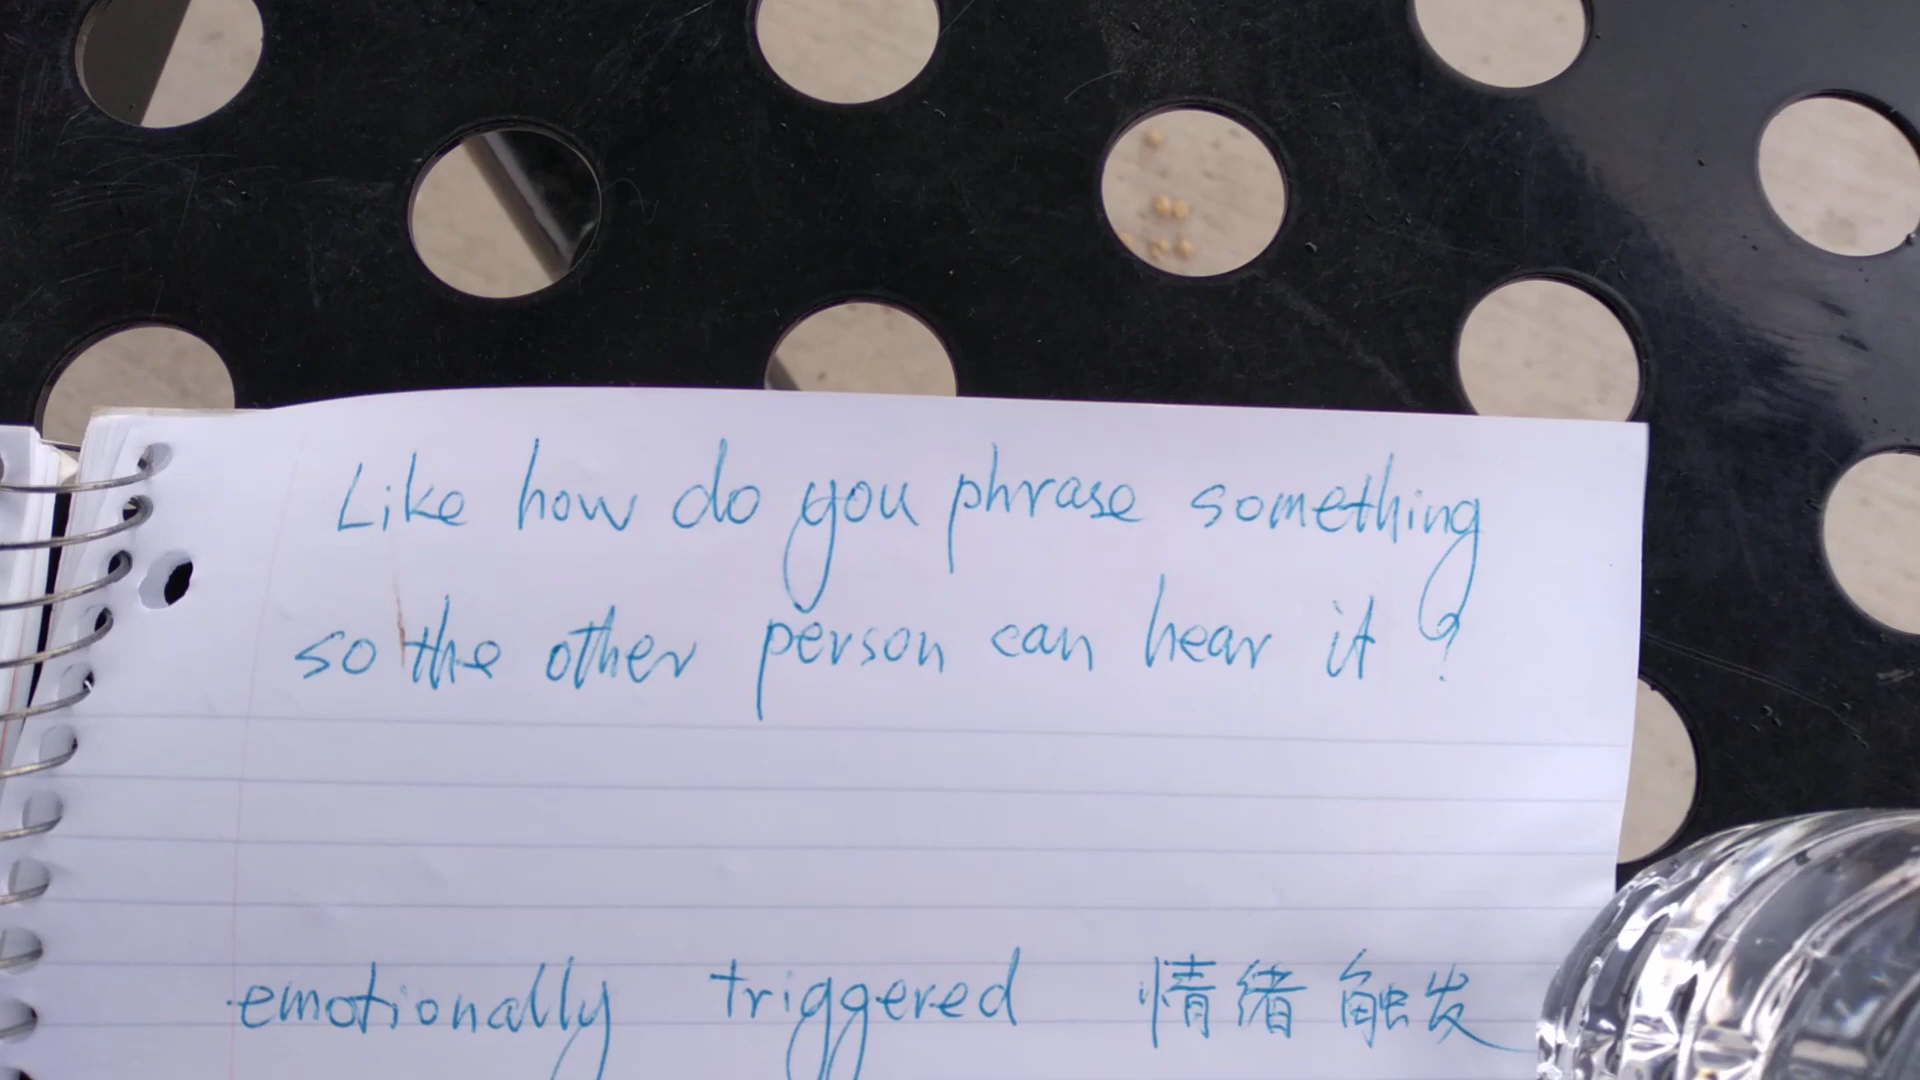 Like how do you phrase something
so the other person can hear it?
emotionally triggered 情绪触发